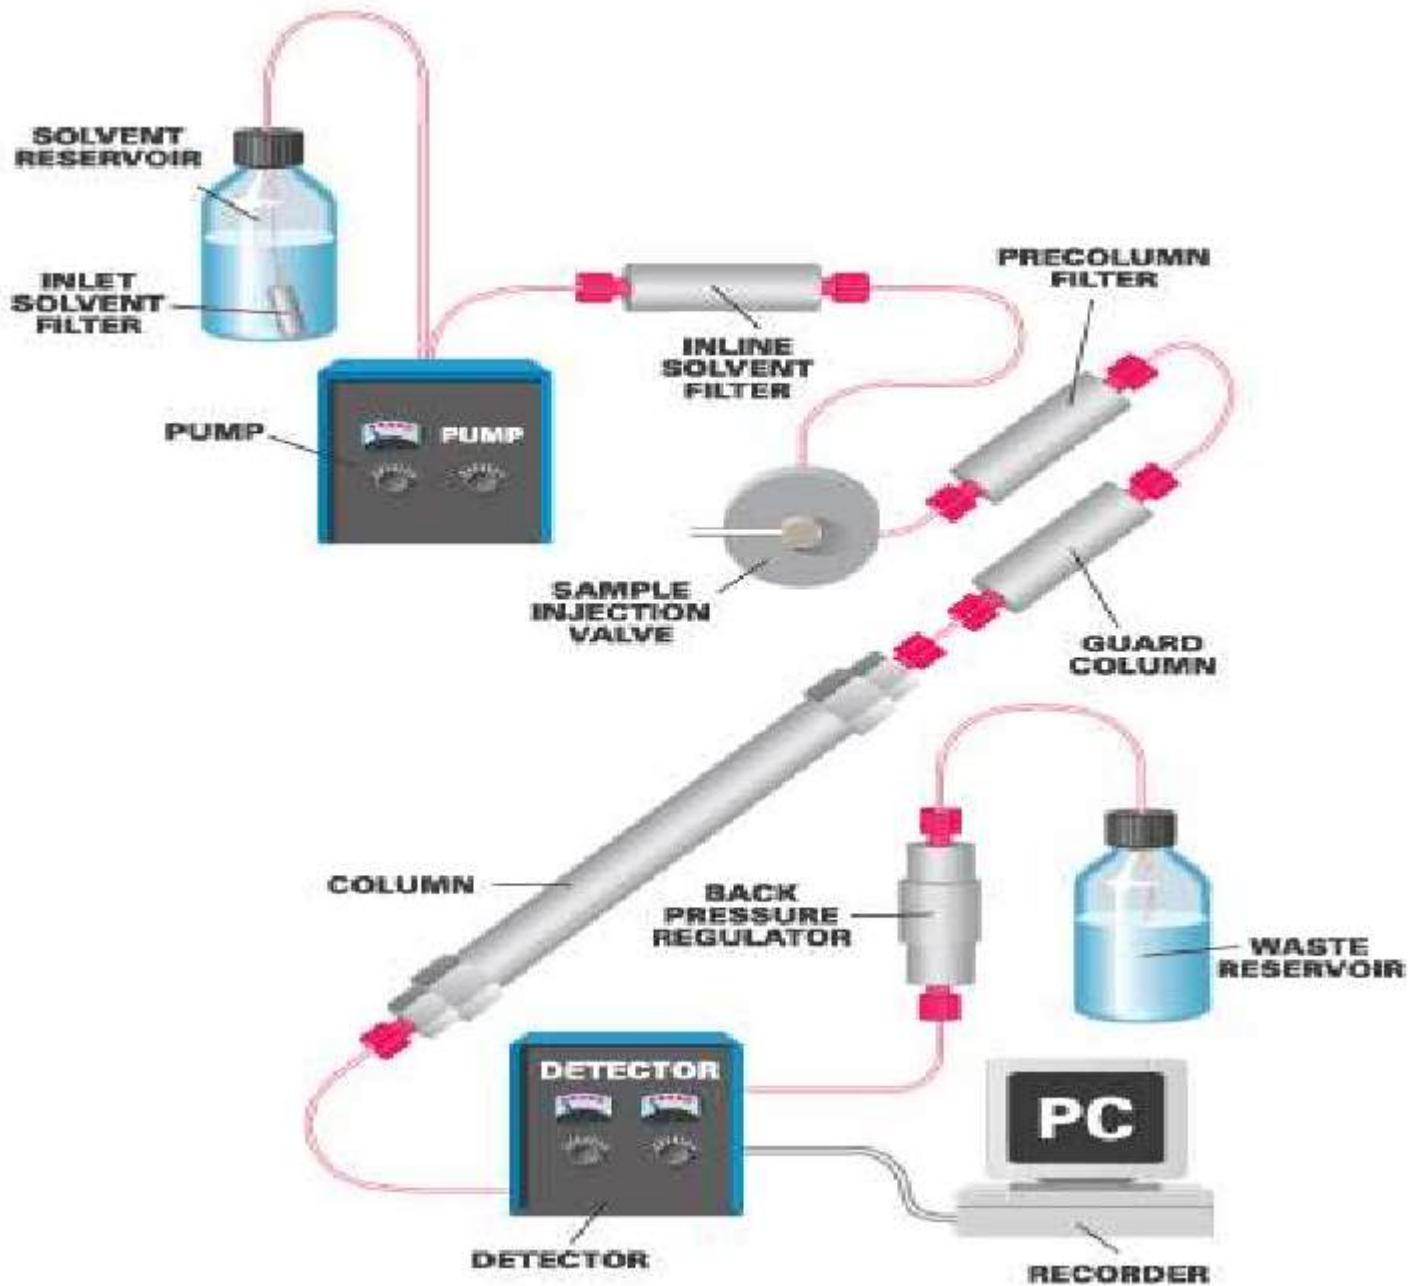 SOLVENT
RESERVOIR
INLET
SOLVENT
FILTER
PRECOLUMN
FILTER
INLINE
SOLVENT
FILTER
PUMP
PUMP
SAMPLE
INJECTION
VALVE
GUARD
COLUMN
COLUMN
BACK
PRESSURE
REGULATOR
WASTE
RESERVOIR
DETECTOR
PC
DETECTOR
RECORDER